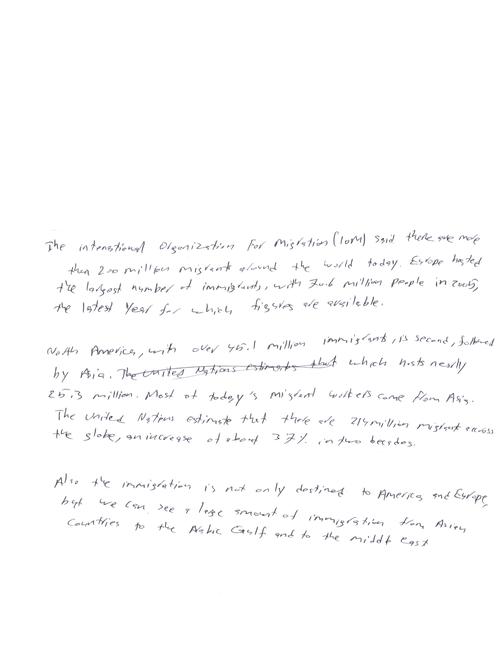 The international Organization For Migration (IOM) said there are more
then 200 million migrants around the world today. Europe hosted
the largest number of immigrants, with 70.6 million people in 2005,
the latest Year for which figures are available.
North America, with over 45.1 million immigrants, is second, followed
by Asia. The United Nations estimates that which hosts nearly
25.3 million. Most of today's migrant workers come from Asia.
The United Nations estimate that there are 214 million migrant across
the globe, an increase of about 37% in two decades.
Also the immigration is not only destined to America and Europe,
but we can see a large amount of immigration from Asian
Countries to the Arabic Gulf and to the middle east